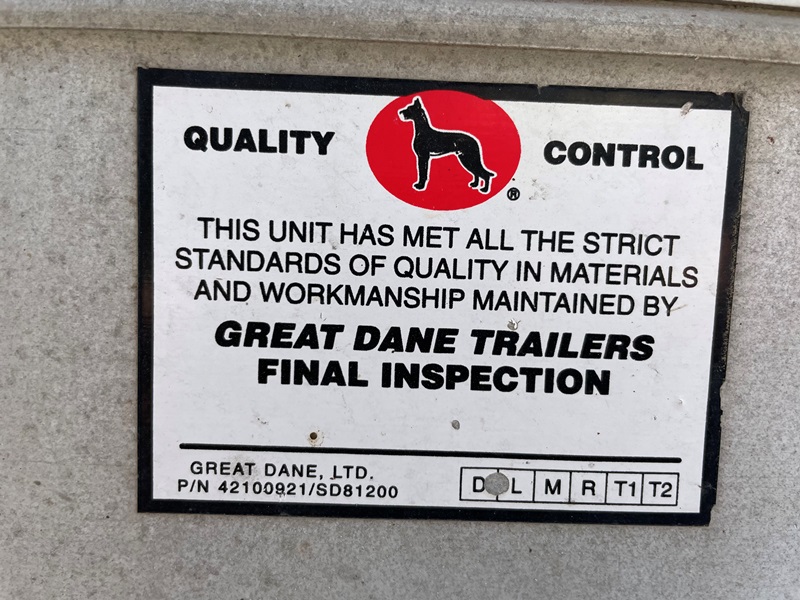 QUALITY CONTROL
®
THIS UNIT HAS MET ALL THE STRICT
STANDARDS OF QUALITY IN MATERIALS
AND WORKMANSHIP MAINTAINED BY
GREAT DANE TRAILERS
FINAL INSPECTION
GREAT DANE, LTD.
P/N 42100921/SD81200
D L M R T1 T2